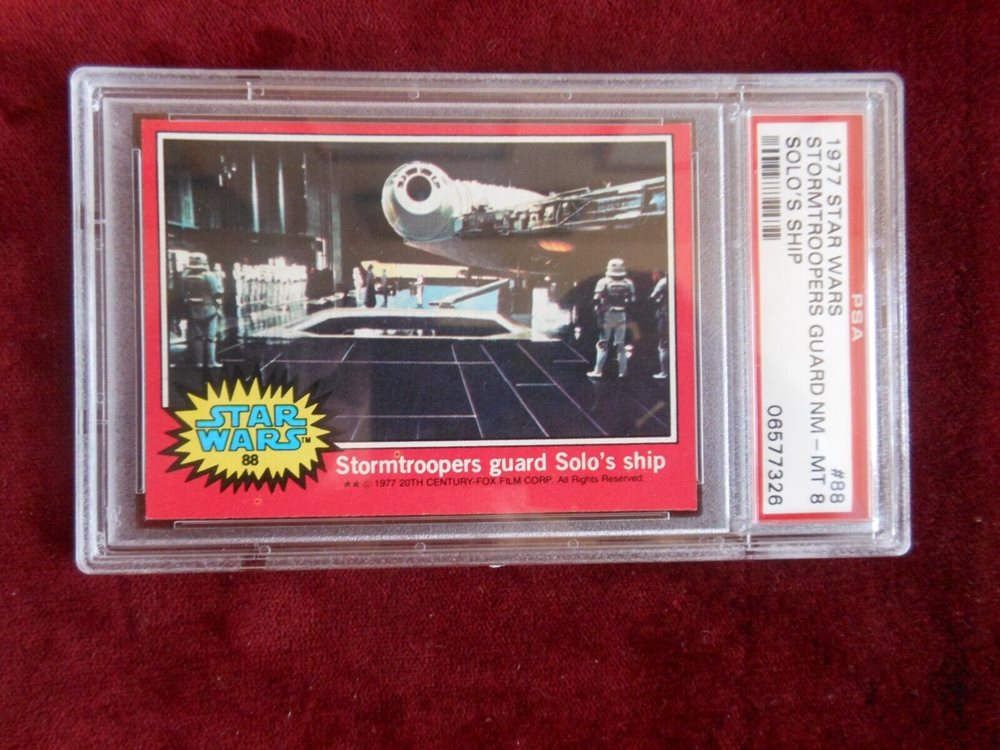 STAR
WARS™
88
Stormtroopers guard Solo's ship
★★ © 1977 20TH CENTURY-FOX FILM CORP. All Rights Reserved.
PSA
1977 STAR WARS #88
STORMTROOPERS GUARD NM - MT 8
SOLO'S SHIP 06577326